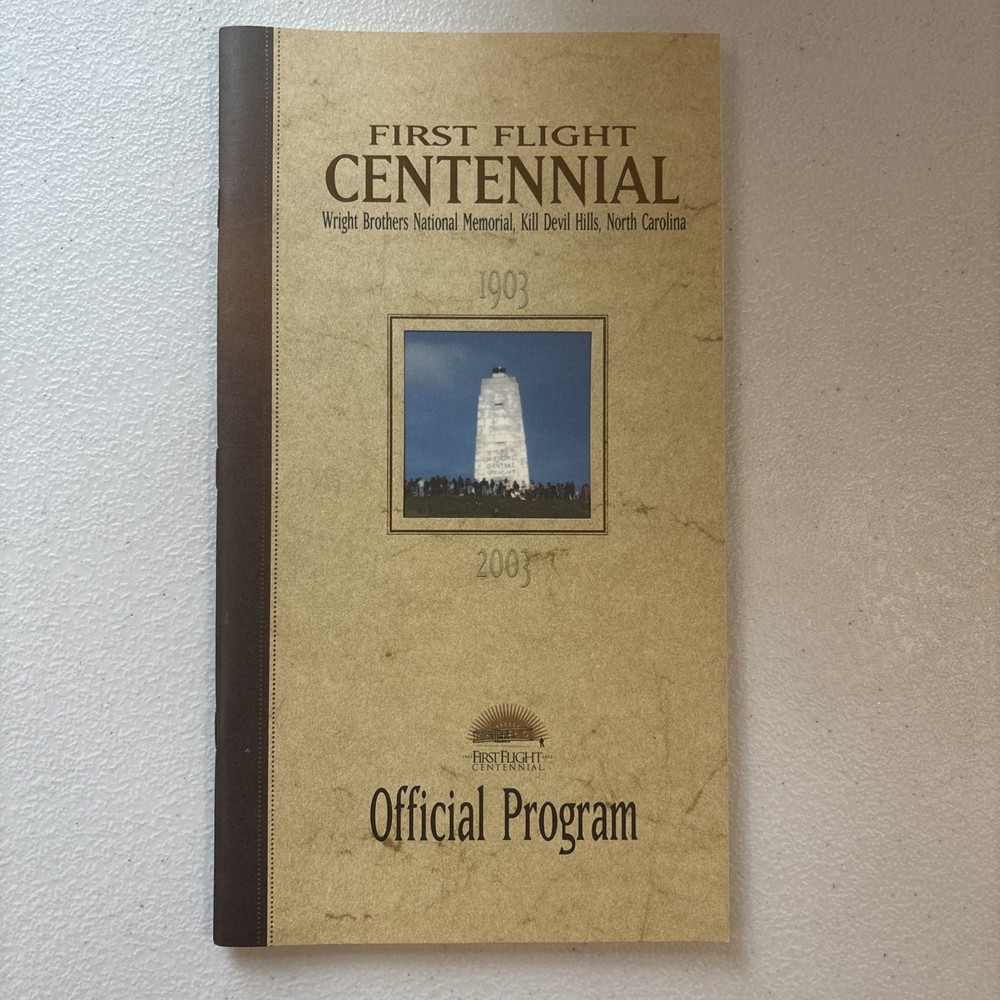 FIRST FLIGHT
CENTENNIAL
Wright Brothers National Memorial, Kill Devil Hills, North Carolina
1903
2003
FIRST FLIGHT
CENTENNIAL
Official Program